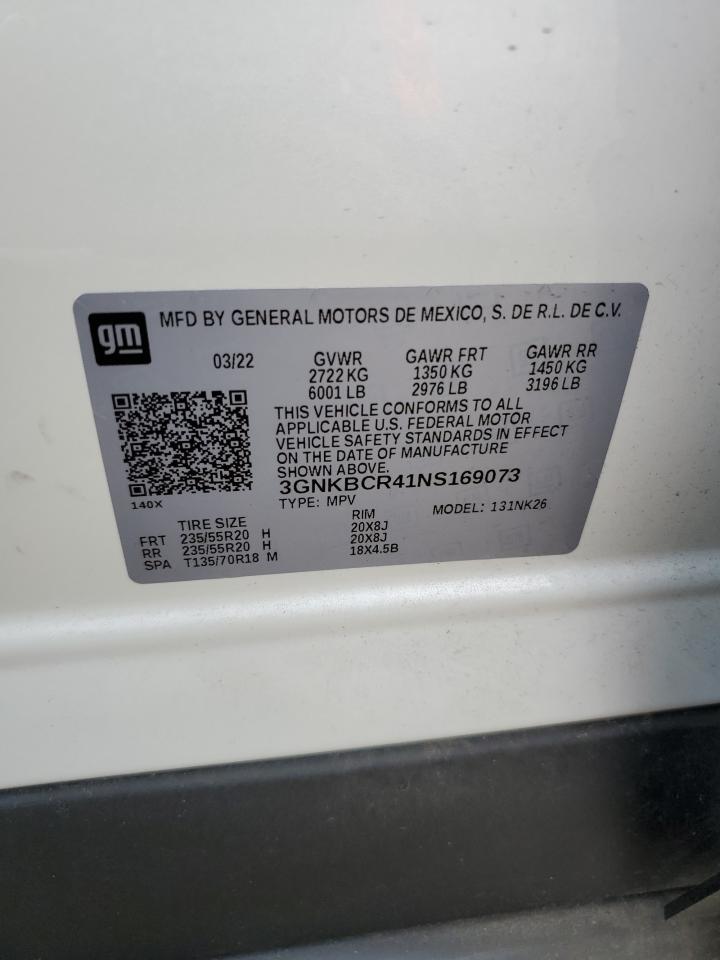 gm
MFD BY GENERAL MOTORS DE MEXICO, S. DE R.L. DE C.V.
03/22 GVWR GAWR FRT GAWR RR
2722 KG 1350 KG 1450 KG
6001 LB 2976 LB 3196 LB
THIS VEHICLE CONFORMS TO ALL
APPLICABLE U.S. FEDERAL MOTOR
VEHICLE SAFETY STANDARDS IN EFFECT
ON THE DATE OF MANUFACTURE
SHOWN ABOVE.
3GNKBCR41NS169073
140X TYPE: MPV MODEL: 131NK26
TIRE SIZE RIM
FRT 235/55R20 H 20X8J
RR 235/55R20 H 20X8J
SPA T135/70R18 M 18X4.5B